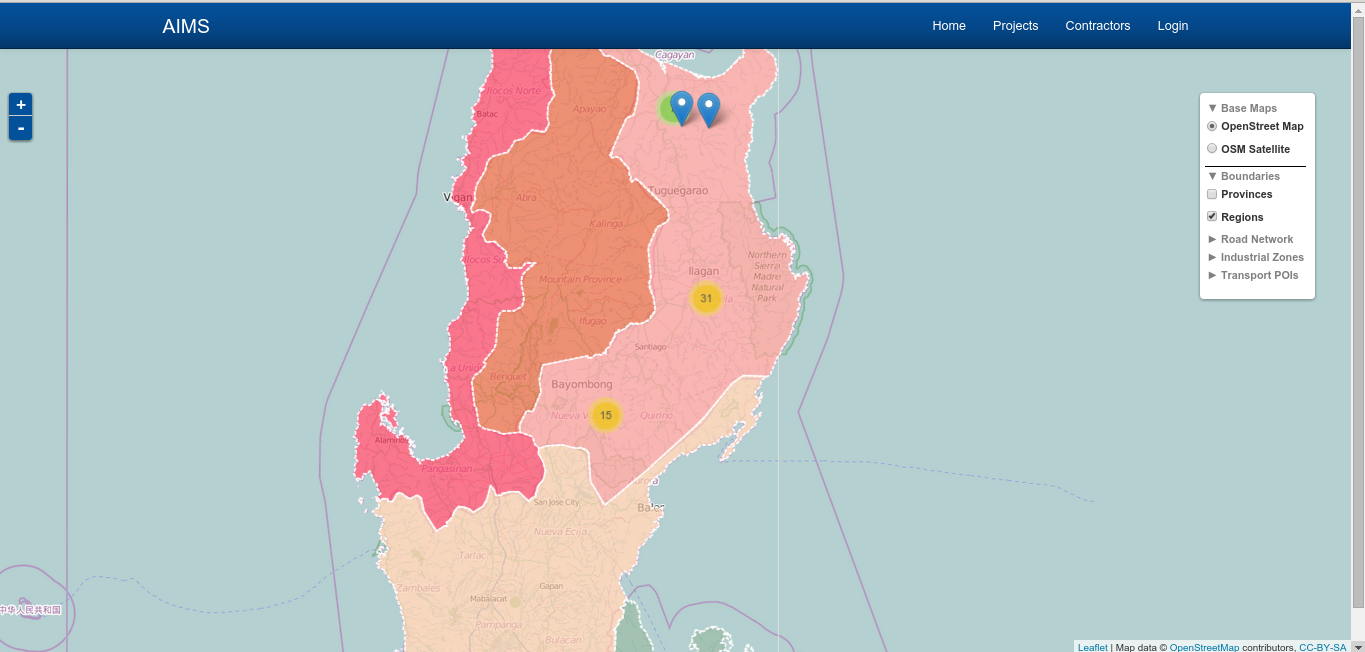 AIMS
Home Projects Contractors Login
+
-
▼ Base Maps
OpenStreet Map
OSM Satellite
▼ Boundaries
Provinces
Regions
► Road Network
► Industrial Zones
► Transport POIs
Cagayan
Ilocos Norte
Apayao
Batac
Tuguegarao
Vigan
Abra
Kalinga
Northern
Sierra
Madre
Natural
Park
Ilocos Su
Ilagan
Mountain Province
31
Ifugao
Santiago
La Unio
Benguet
Bayombong
Nueva V
15
Quirino
Alaminos
Pangasinan
San Jose City
Baler
Nueva Ecija
Tarlac
Zambales
Gapan
Mabalacat
中华人民共和国
Pampanga
Bulacan
Leaflet | Map data © OpenStreetMap contributors, CC-BY-SA